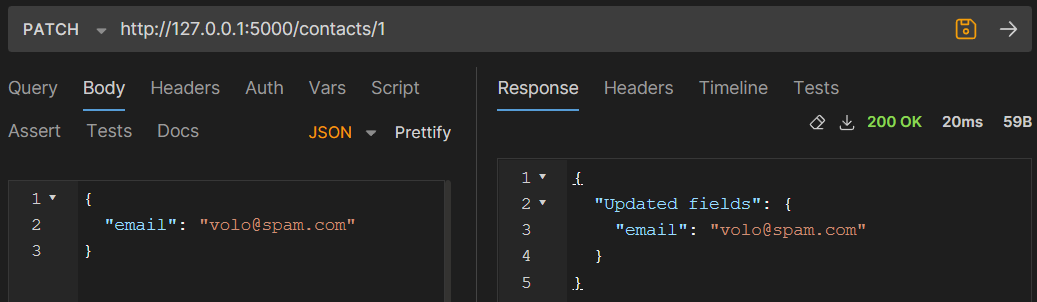 PATCH http://127.0.0.1:5000/contacts/1
Query Body Headers Auth Vars Script
Assert Tests Docs JSON Prettify
1 {
2 "email": "volo@spam.com"
3 }
Response Headers Timeline Tests
200 OK 20ms 59B
1 {
2 "Updated fields": {
3 "email": "volo@spam.com"
4 }
5 }